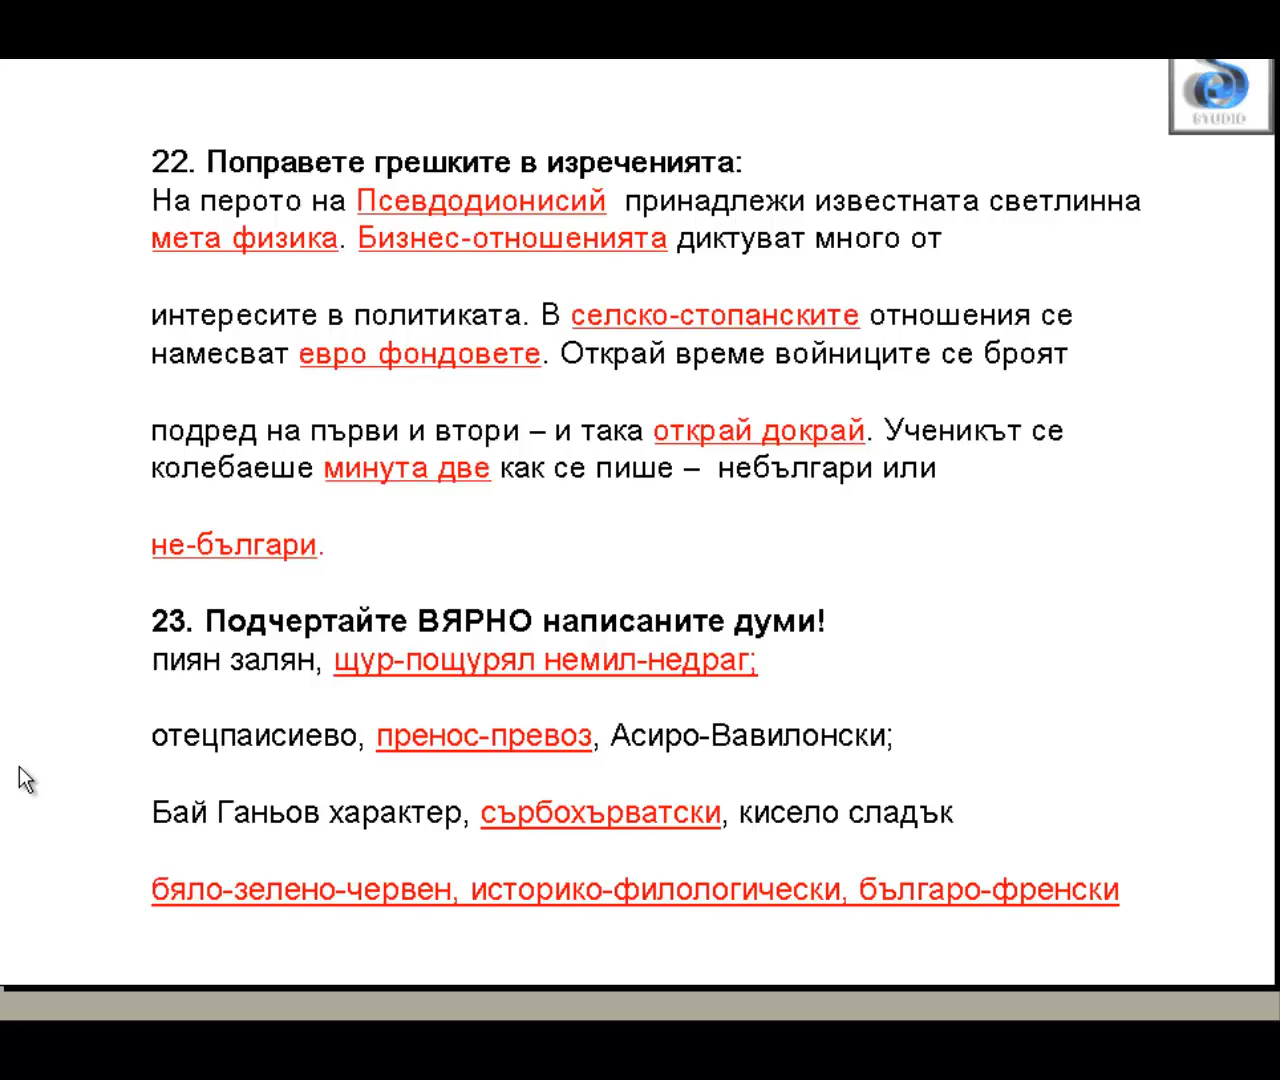 STUDIO
22. Поправете грешките в изреченията:
На перото на Псевдодионисий принадлежи известната светлинна
мета физика. Бизнес-отношенията диктуват много от
интересите в политиката. В селско-стопанските отношения се
намесват евро фондовете. Открай време войниците се броят
подред на първи и втори – и така открай докрай. Ученикът се
колебаеше минута две как се пише – небългари или
не-българи.
23. Подчертайте ВЯРНО написаните думи!
пиян залян, щур-пощурял немил-недраг;
отецпаисиево, пренос-превоз, Асиро-Вавилонски;
Бай Ганьов характер, сърбохърватски, кисело сладък
бяло-зелено-червен, историко-филологически, българо-френски